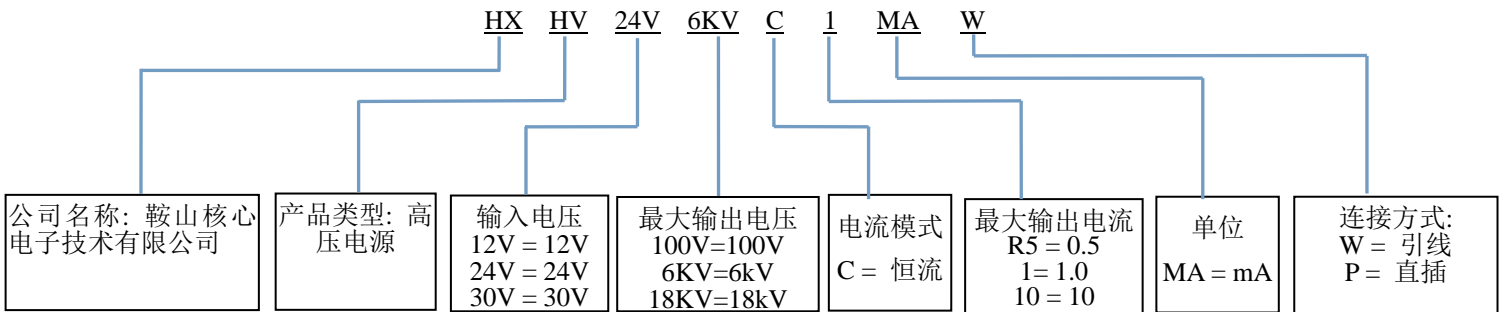 HX HV 24V 6KV C 1 MA W
公司名称: 鞍山核心
电子技术有限公司
产品类型: 高
压电源
输入电压
12V = 12V
24V = 24V
30V = 30V
最大输出电压
100V=100V
6KV=6kV
18KV=18kV
电流模式
C = 恒流
最大输出电流
R5 = 0.5
1= 1.0
10 = 10
单位
MA = mA
连接方式:
W = 引线
P = 直插